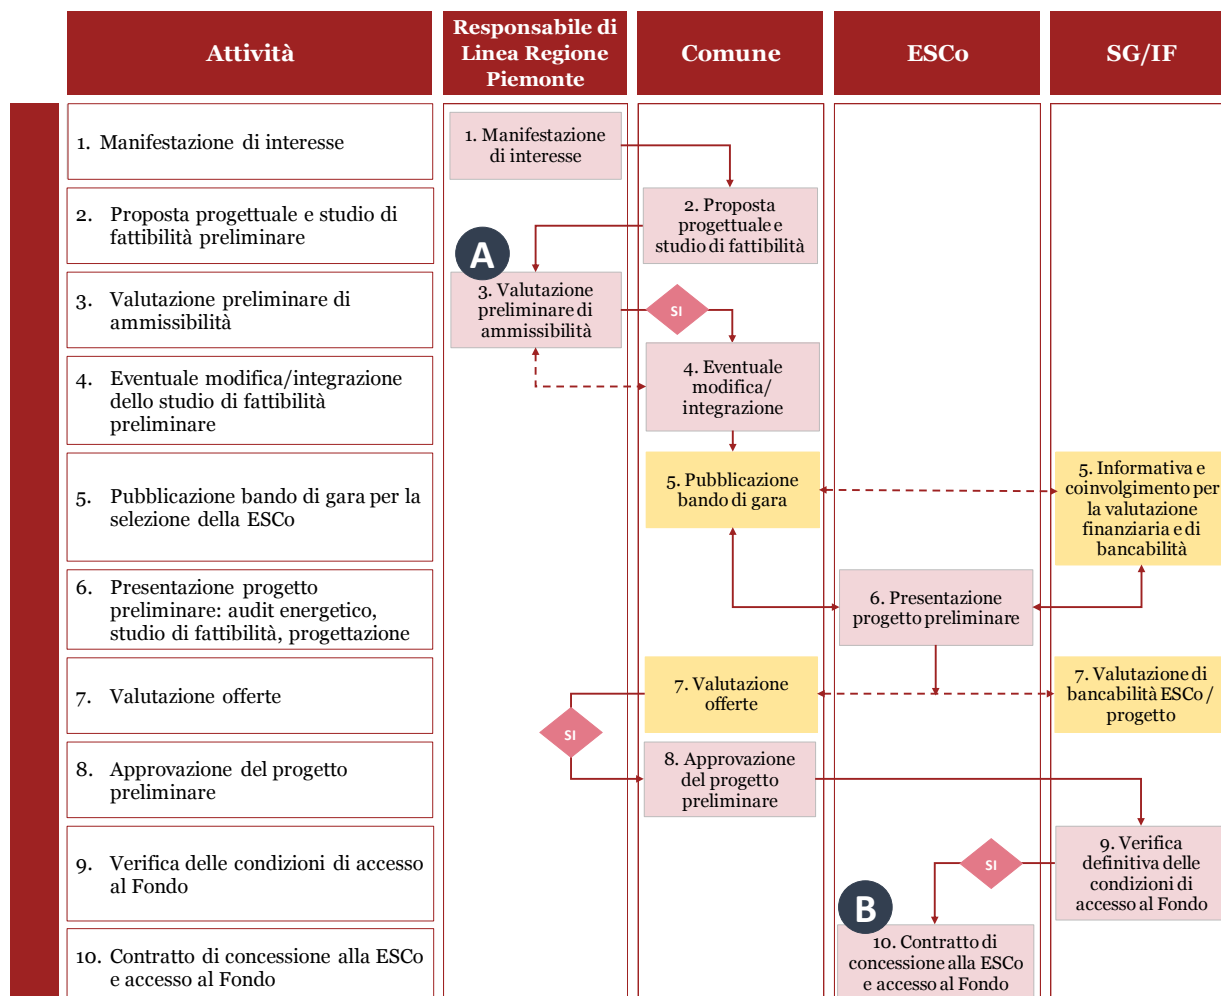 Attività
Responsabile di
Linea Regione
Piemonte
Comune
ESCo
SG/IF
1. Manifestazione di interesse
1. Manifestazione
di interesse
2. Proposta progettuale e studio di
fattibilità preliminare
2. Proposta
progettuale e
studio di fattibilità
A
3. Valutazione preliminare di
ammissibilità
3. Valutazione
preliminare di
ammissibilità
SI
4. Eventuale modifica/integrazione
dello studio di fattibilità
preliminare
4. Eventuale
modifica/
integrazione
5. Pubblicazione bando di gara per la
selezione della ESCo
5. Pubblicazione
bando di gara
5. Informativa e
coinvolgimento per
la valutazione
finanziaria e di
bancabilità
6. Presentazione progetto
preliminare: audit energetico,
studio di fattibilità, progettazione
6. Presentazione
progetto preliminare
7. Valutazione offerte
7. Valutazione
offerte
7. Valutazione di
bancabilità ESCo /
progetto
SI
8. Approvazione del progetto
preliminare
8. Approvazione
del progetto
preliminare
9. Verifica delle condizioni di accesso
al Fondo
SI
9. Verifica
definitiva delle
condizioni di
accesso al Fondo
B
10. Contratto di concessione alla ESCo
e accesso al Fondo
10. Contratto di
concessione alla ESCo
e accesso al Fondo